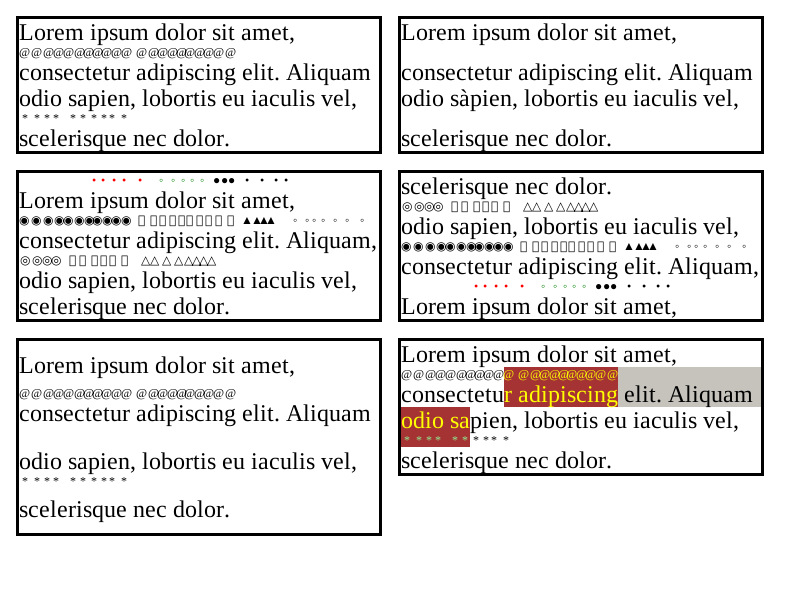 Lorem ipsum dolor sit amet,
@@@@@@@@@@@ @@@@@@@@@@
consectetur adipiscing elit. Aliquam
odio sapien, lobortis eu iaculis vel,
* * * * * * * * * *
scelerisque nec dolor.
Lorem ipsum dolor sit amet,
consectetur adipiscing elit. Aliquam
odio sàpien, lobortis eu iaculis vel,
scelerisque nec dolor.
• • • • • ◦ ◦ ◦ ◦ ◦ ●●● • • • •
Lorem ipsum dolor sit amet,
◉◉◉◉◉◉◉◉◉◉◉ ▯▯▯▯▯▯▯▯▯▯ ▲▲▲▲ ◦ ◦ ◦ ◦ ◦ ◦ ◦
consectetur adipiscing elit. Aliquam,
◎◎◎◎ ▯▯▯▯▯▯ △△△△△△△△
odio sapien, lobortis eu iaculis vel,
scelerisque nec dolor.
scelerisque nec dolor.
◎◎◎◎ ▯▯▯▯▯▯ △△△△△△△△
odio sapien, lobortis eu iaculis vel,
◉◉◉◉◉◉◉◉◉◉◉ ▯▯▯▯▯▯▯▯▯▯ ▲▲▲▲ ◦ ◦ ◦ ◦ ◦ ◦ ◦
consectetur adipiscing elit. Aliquam,
• • • • • ◦ ◦ ◦ ◦ ◦ ●●● • • • •
Lorem ipsum dolor sit amet,
Lorem ipsum dolor sit amet,
@@@@@@@@@@@ @@@@@@@@@@
consectetur adipiscing elit. Aliquam
odio sapien, lobortis eu iaculis vel,
* * * * * * * * * *
scelerisque nec dolor.
Lorem ipsum dolor sit amet,
@@@@@@@@@@@ @@@@@@@@@@
consectetur adipiscing elit. Aliquam
odio sapien, lobortis eu iaculis vel,
* * * * * * * * * *
scelerisque nec dolor.